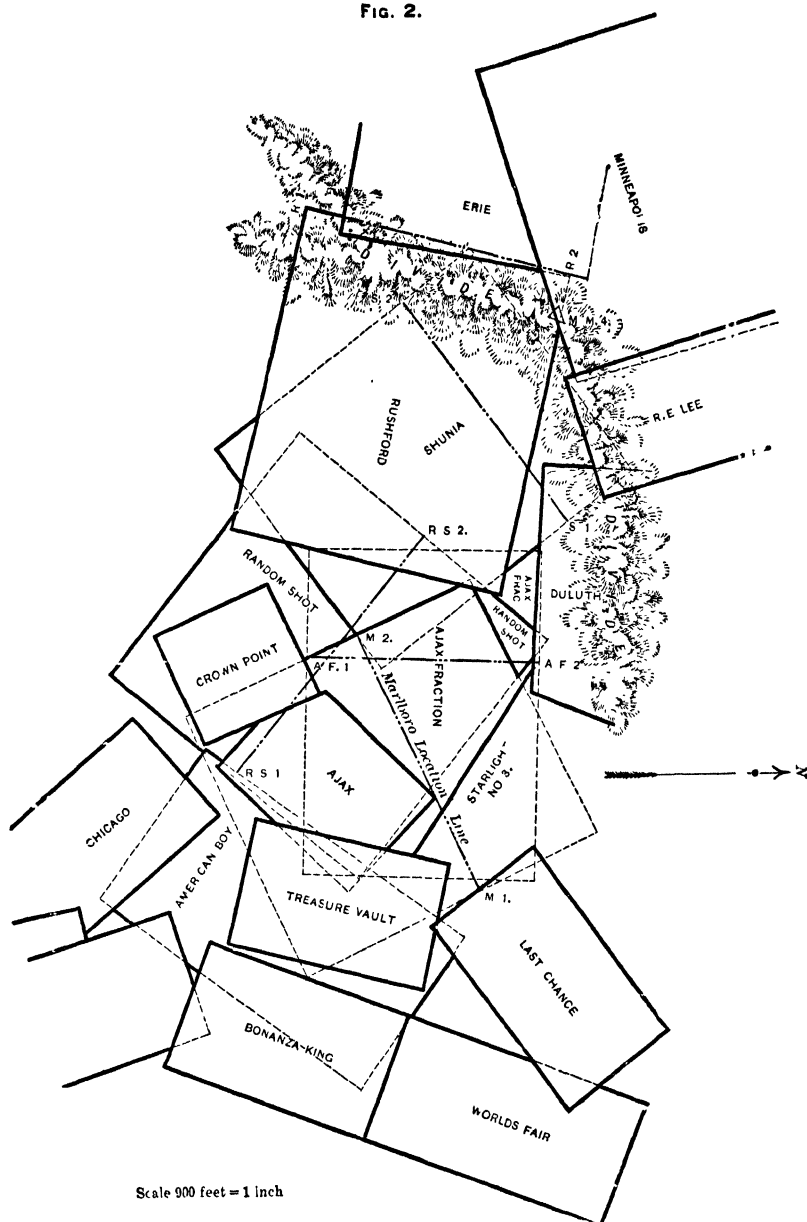 FIG. 2.
MINNEAPOLIS
ERIE
R 2
DIVIDE
S 2
M M
R.E. LEE
RUSHFORD
SHUNIA
S 1
DIVIDE
R S 2.
RANDOM SHOT
AJAX
FRAC
DULUTH
RANDOM
SHOT
M 2.
AJAX-FRACTION
CROWN POINT
A F. 1
A F 2
Marlboro Location Line
R S 1
AJAX
STARLIGHT
NO 3.
N
CHICAGO
AMERICAN BOY
TREASURE VAULT
M 1.
LAST CHANCE
BONANZA-KING
WORLDS FAIR
Scale 900 feet = 1 inch